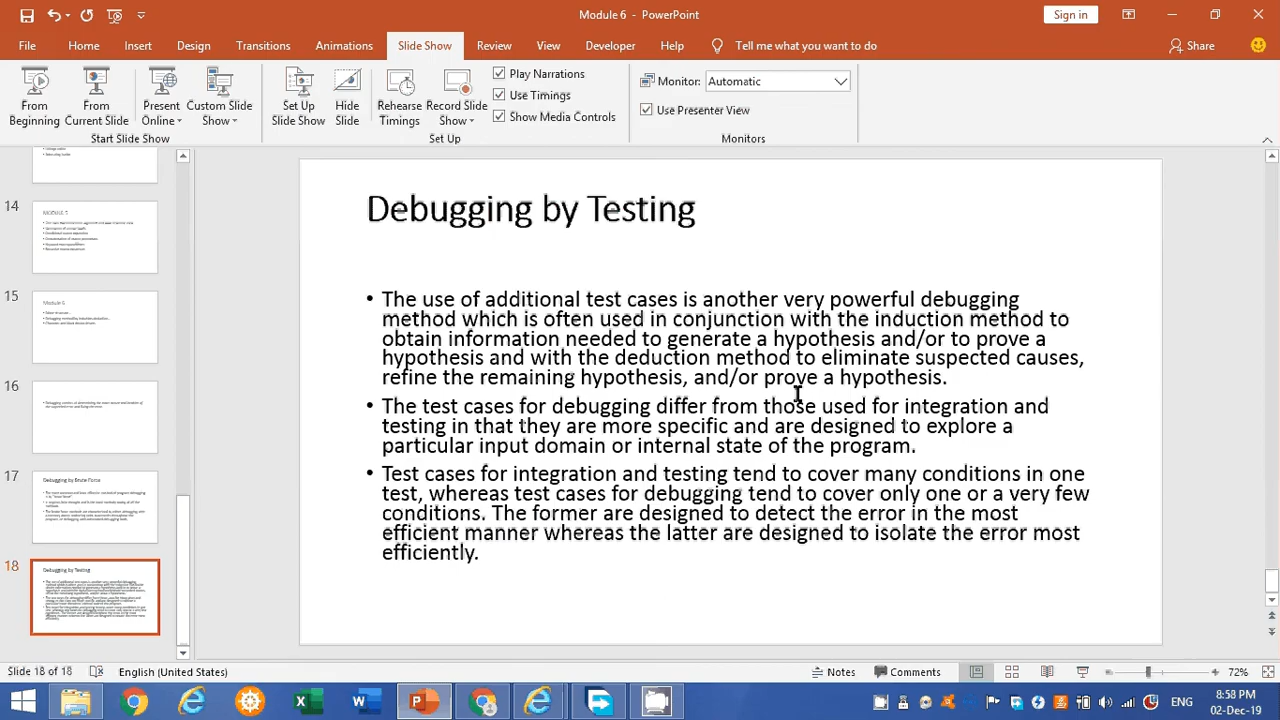 Module 6 - PowerPoint
Sign in
File Home Insert Design Transitions Animations Slide Show Review View Developer Help Tell me what you want to do Share
From Beginning
From Current Slide
Present Online
Custom Slide Show
Start Slide Show
Set Up Slide Show
Hide Slide
Rehearse Timings
Record Slide Show
Play Narrations
Use Timings
Show Media Controls
Set Up
Monitor: Automatic
Use Presenter View
Monitors
14
15
Module 6
16
17
Debugging by Brute Force
18
Debugging by Testing
Debugging by Testing
• The use of additional test cases is another very powerful debugging
method which is often used in conjunction with the induction method to
obtain information needed to generate a hypothesis and/or to prove a
hypothesis and with the deduction method to eliminate suspected causes,
refine the remaining hypothesis, and/or prove a hypothesis.
• The test cases for debugging differ from those used for integration and
testing in that they are more specific and are designed to explore a
particular input domain or internal state of the program.
• Test cases for integration and testing tend to cover many conditions in one
test, whereas test cases for debugging tend to cover only one or a very few
conditions. The former are designed to detect the error in the most
efficient manner whereas the latter are designed to isolate the error most
efficiently.
Slide 18 of 18 English (United States) Notes Comments 72%
ENG
8:58 PM
02-Dec-19